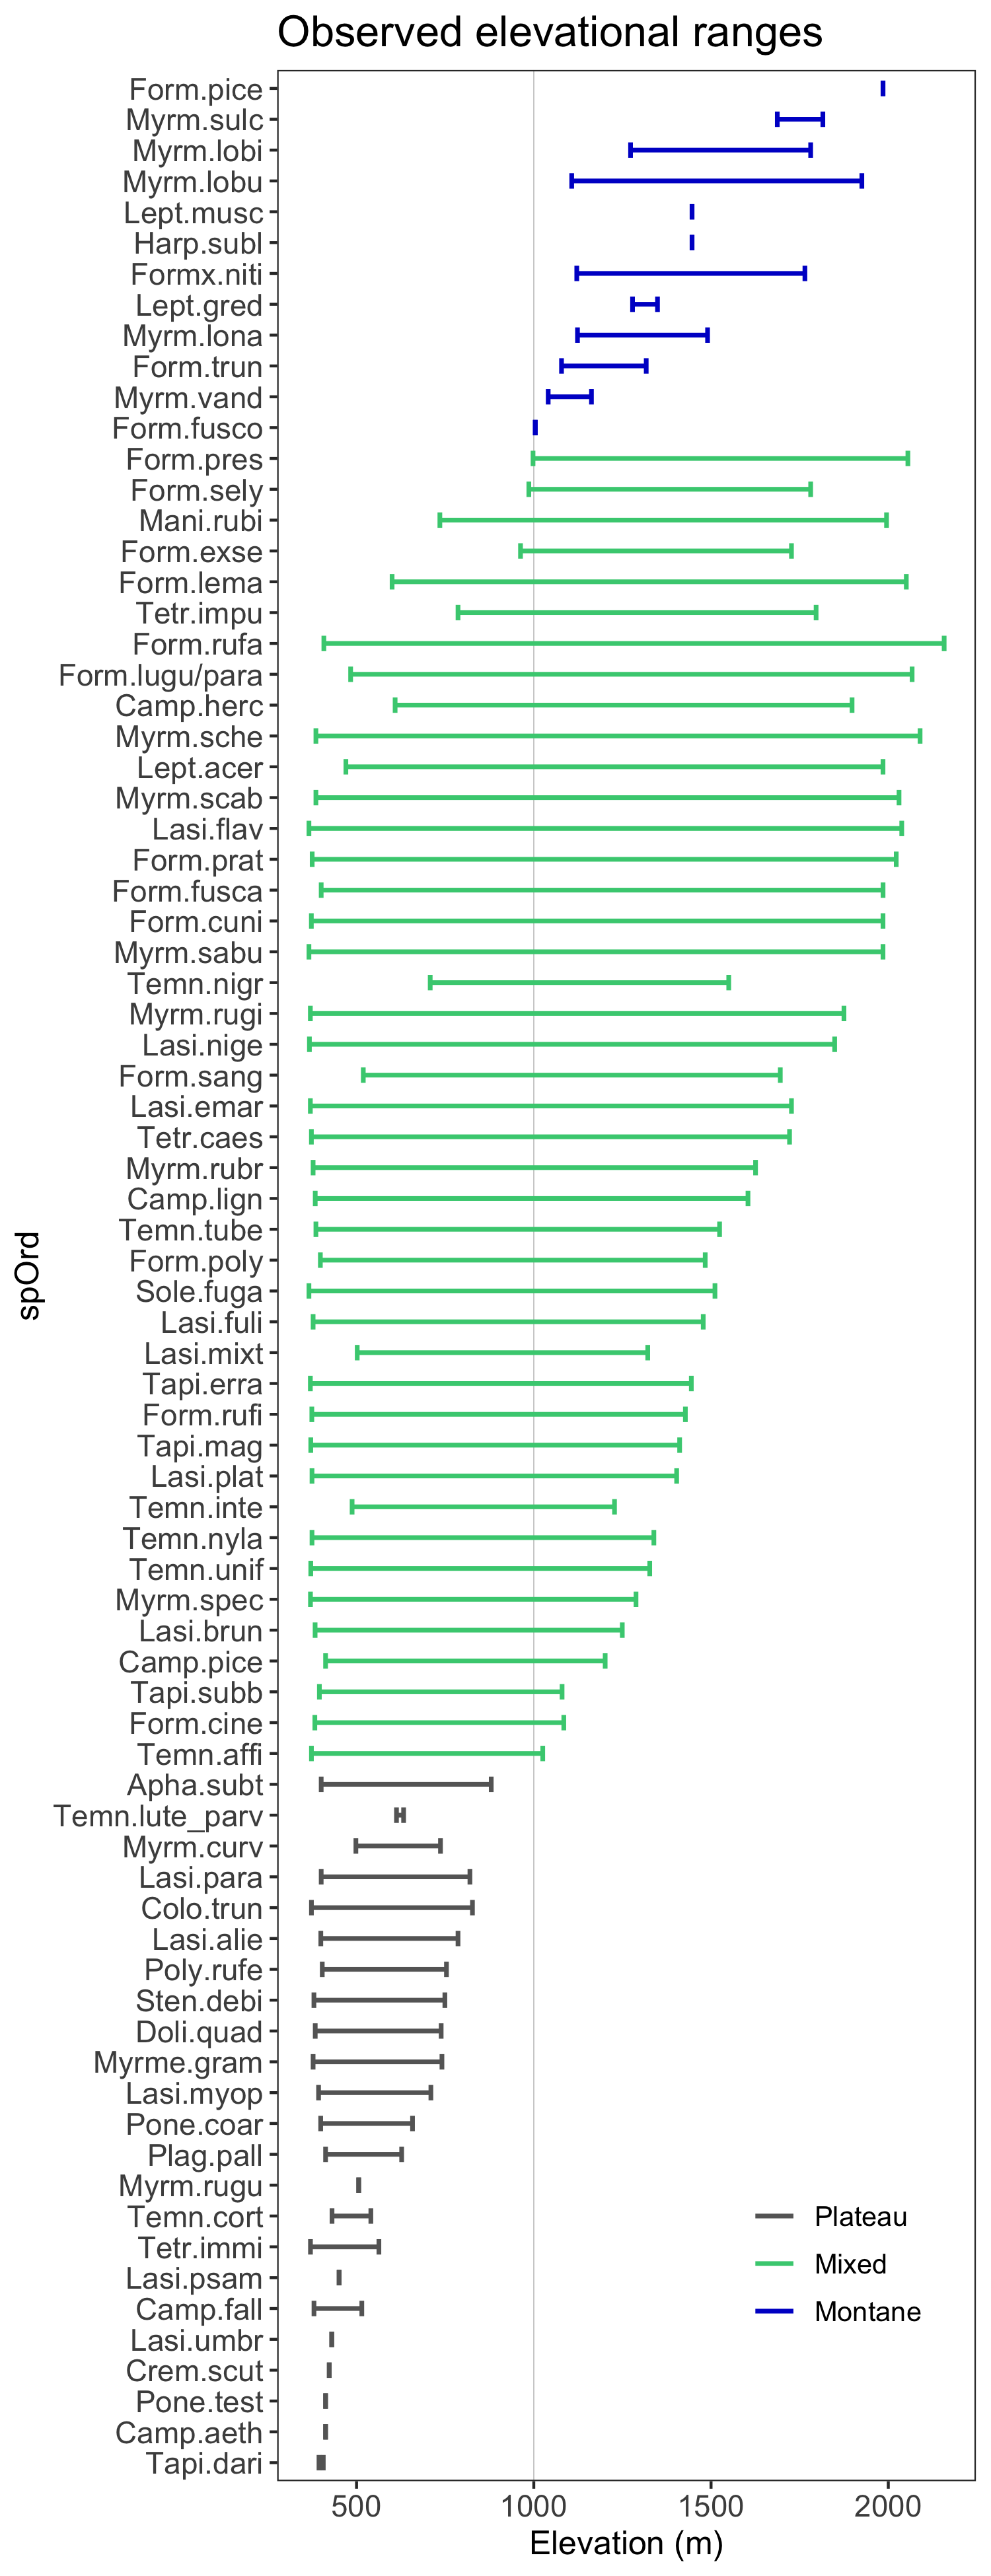 Observed elevational ranges
Form.pice
Myrm.sulc
Myrm.lobi
Myrm.lobu
Lept.musc
Harp.subl
Formx.niti
Lept.gred
Myrm.lona
Form.trun
Myrm.vand
Form.fusco
Form.pres
Form.sely
Mani.rubi
Form.exse
Form.lema
Tetr.impu
Form.rufa
Form.lugu/para
Camp.herc
Myrm.sche
Lept.acer
Myrm.scab
Lasi.flav
Form.prat
Form.fusca
Form.cuni
Myrm.sabu
Temn.nigr
Myrm.rugi
Lasi.nige
Form.sang
Lasi.emar
Tetr.caes
Myrm.rubr
Camp.lign
Temn.tube
Form.poly
Sole.fuga
Lasi.fuli
Lasi.mixt
Tapi.erra
Form.rufi
Tapi.mag
Lasi.plat
Temn.inte
Temn.nyla
Temn.unif
Myrm.spec
Lasi.brun
Camp.pice
Tapi.subb
Form.cine
Temn.affi
Apha.subt
Temn.lute_parv
Myrm.curv
Lasi.para
Colo.trun
Lasi.alie
Poly.rufe
Sten.debi
Doli.quad
Myrme.gram
Lasi.myop
Pone.coar
Plag.pall
Myrm.rugu
Temn.cort
Tetr.immi
Lasi.psam
Camp.fall
Lasi.umbr
Crem.scut
Pone.test
Camp.aeth
Tapi.dari
spOrd
Plateau
Mixed
Montane
500 1000 1500 2000
Elevation (m)